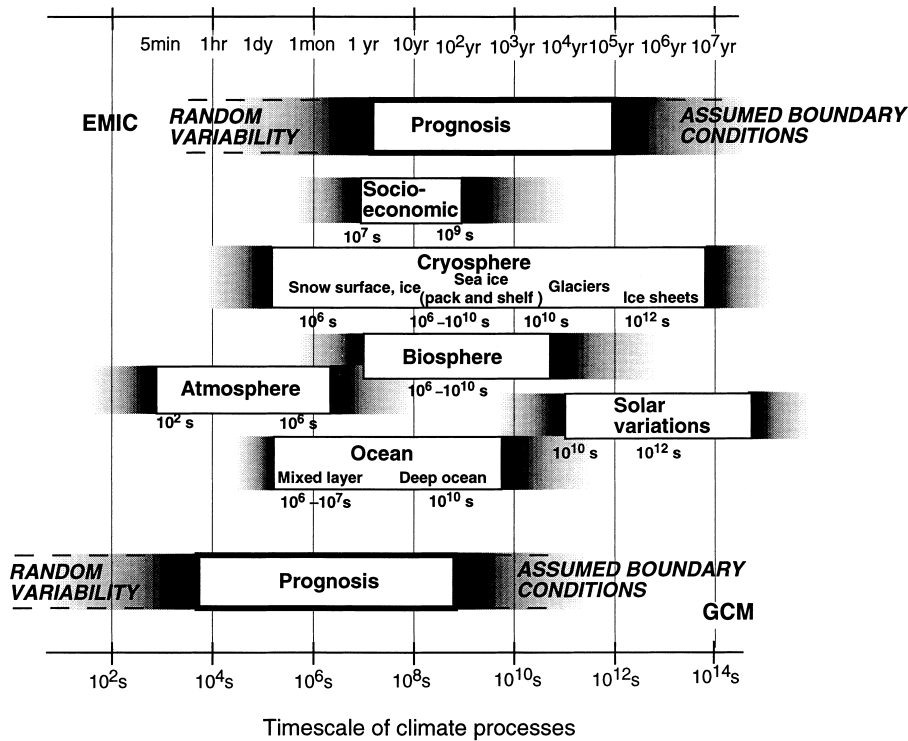 5min 1hr 1dy 1mon 1 yr 10yr 10²yr 10³yr 10⁴yr 10⁵yr 10⁶yr 10⁷yr
EMIC
RANDOM
VARIABILITY
Prognosis
ASSUMED BOUNDARY
CONDITIONS
Socio-
economic
10⁷ s 10⁹ s
Cryosphere
Snow surface, ice
Sea ice
(pack and shelf )
Glaciers
Ice sheets
10⁶ s 10⁶ –10¹⁰ s 10¹⁰ s 10¹² s
Biosphere
10⁶ –10¹⁰ s
Atmosphere
10² s 10⁶ s
Solar
variations
10¹⁰ s 10¹² s
Ocean
Mixed layer Deep ocean
10⁶ –10⁷s 10¹⁰ s
RANDOM
VARIABILITY
Prognosis
ASSUMED BOUNDARY
CONDITIONS
GCM
10²s 10⁴s 10⁶s 10⁸s 10¹⁰s 10¹²s 10¹⁴s
Timescale of climate processes